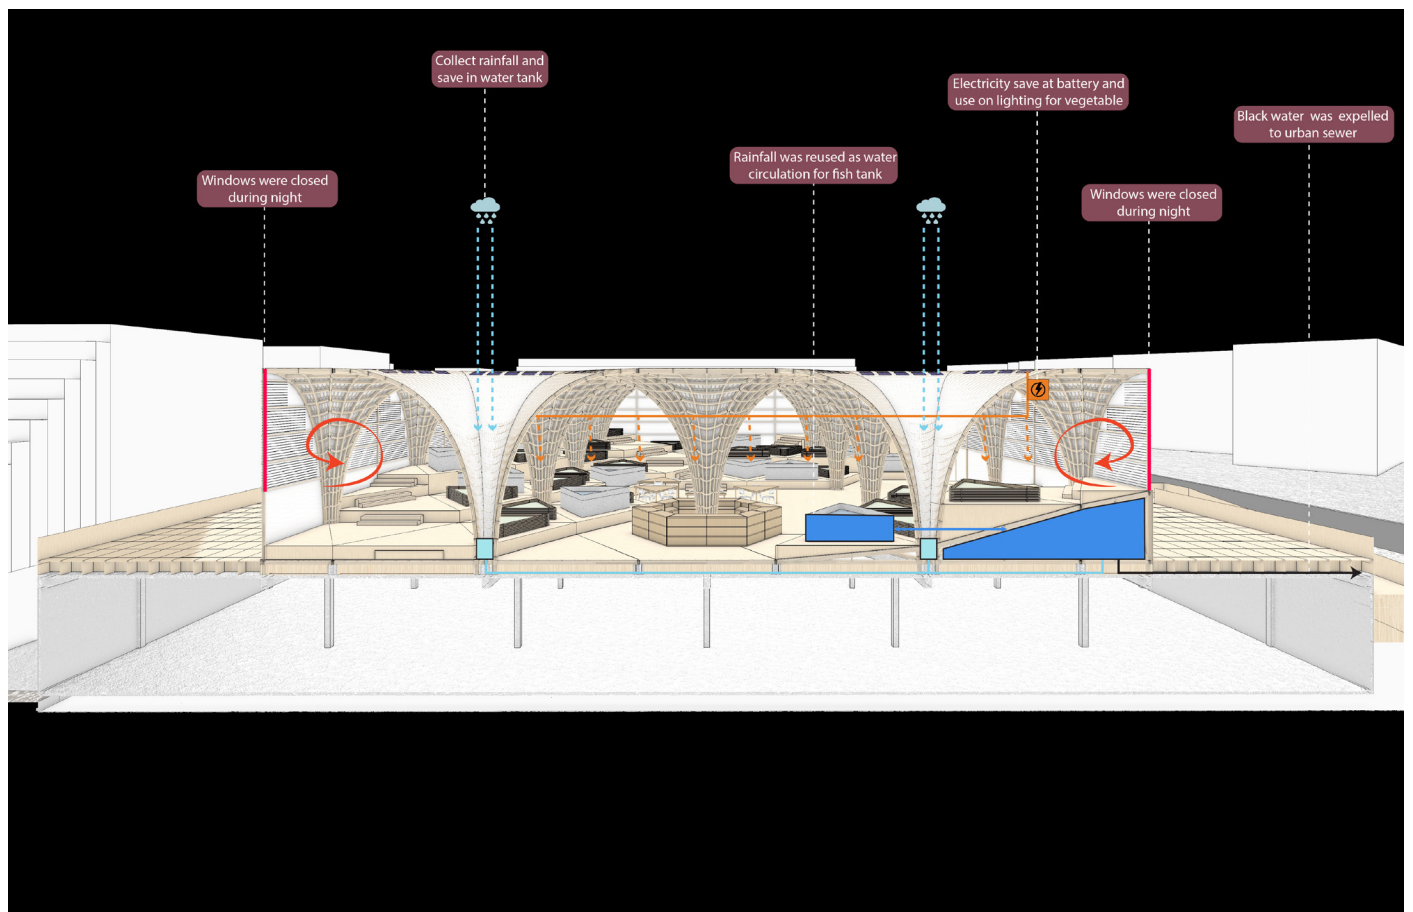 Collect rainfall and
save in water tank
Electricity save at battery and
use on lighting for vegetable
Black water was expelled
to urban sewer
Rainfall was reused as water
circulation for fish tank
Windows were closed
during night
Windows were closed
during night